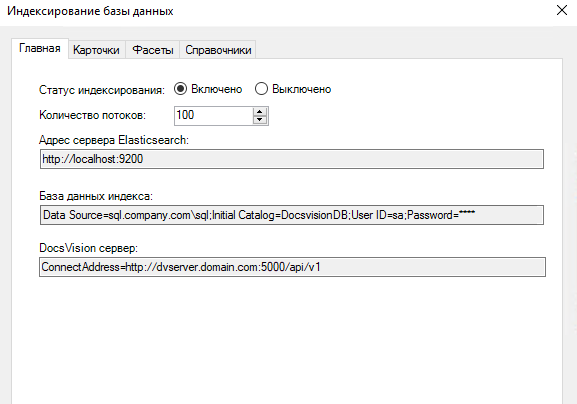 Индексирование базы данных
Главная Карточки Фасеты Справочники
Статус индексирования: Включено Выключено
Количество потоков: 100
Адрес сервера Elasticsearch:
http://localhost:9200
База данных индекса:
Data Source=sql.company.com\sql;Initial Catalog=DocsvisionDB;User ID=sa;Password=****
DocsVision сервер:
ConnectAddress=http://dvserver.domain.com:5000/api/v1